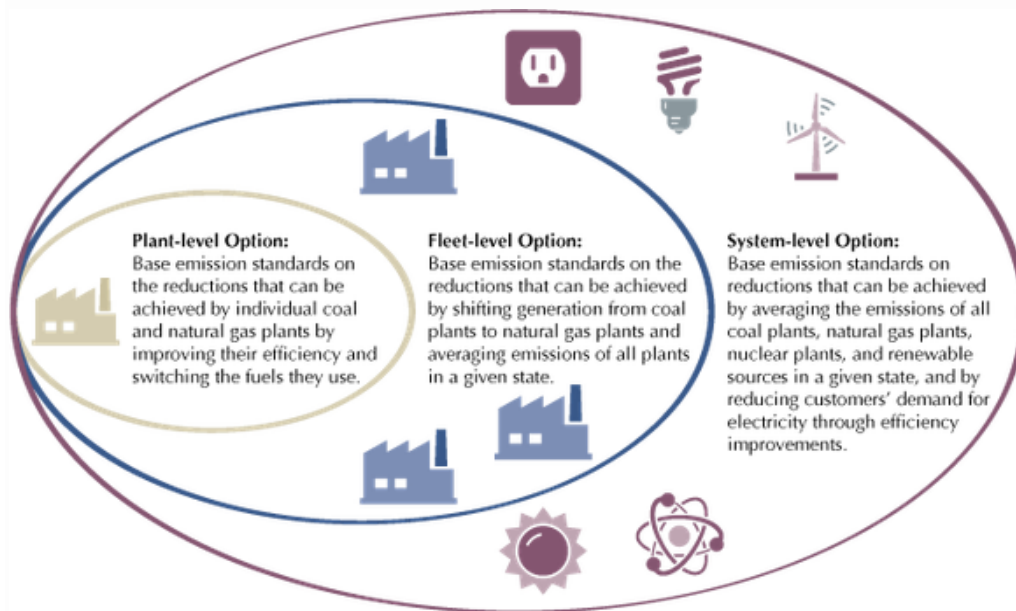 Plant-level Option:
Base emission standards on
the reductions that can be
achieved by individual coal
and natural gas plants by
improving their efficiency and
switching the fuels they use.
Fleet-level Option:
Base emission standards on the
reductions that can be achieved
by shifting generation from coal
plants to natural gas plants and
averaging emissions of all plants
in a given state.
System-level Option:
Base emission standards on
reductions that can be achieved
by averaging the emissions of all
coal plants, natural gas plants,
nuclear plants, and renewable
sources in a given state, and by
reducing customers’ demand for
electricity through efficiency
improvements.